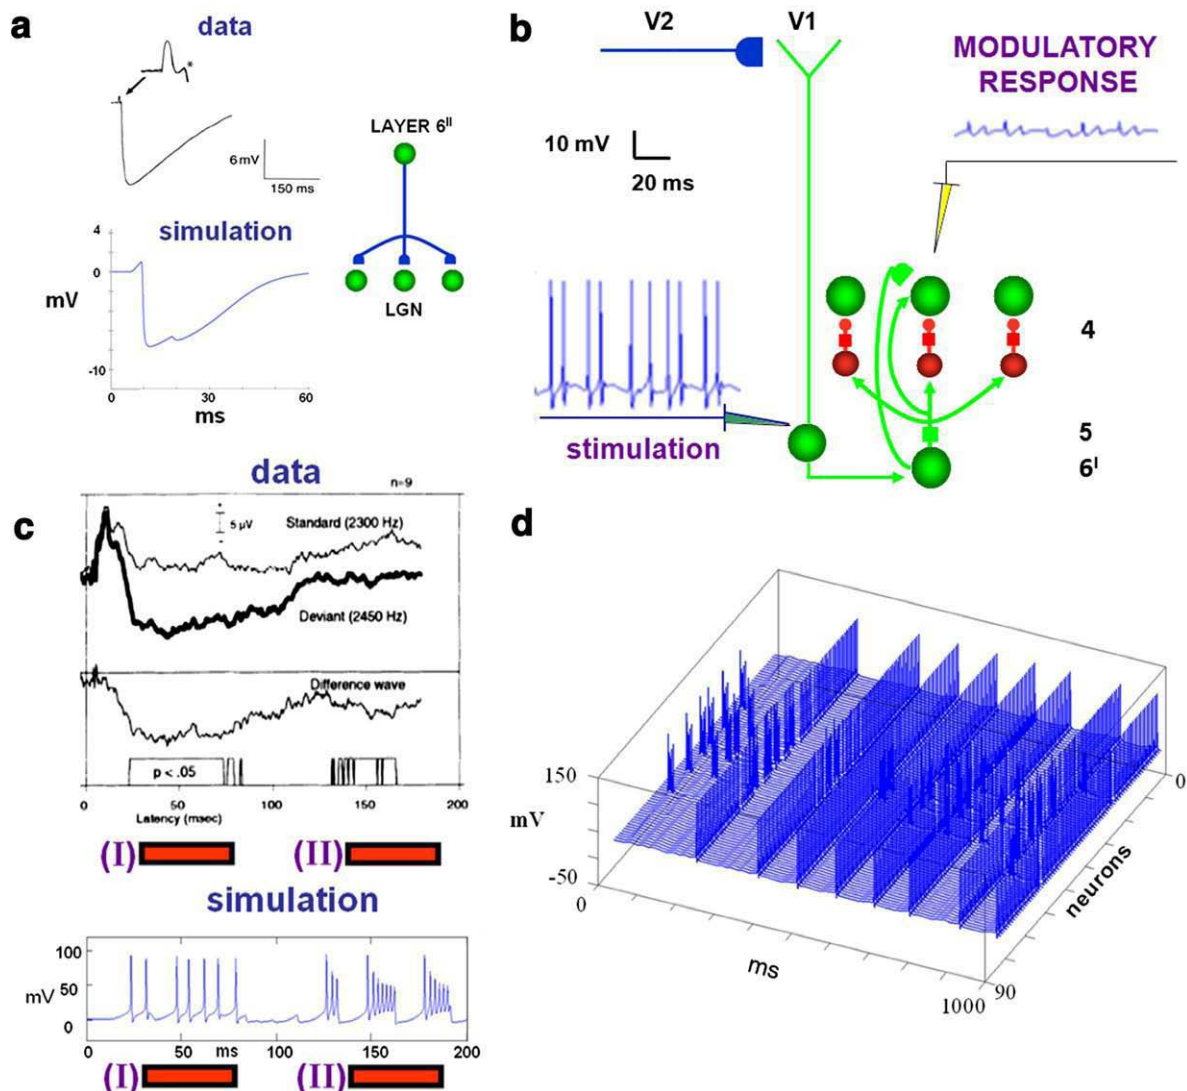 a
data
*
6 mV
150 ms
LAYER 6II
LGN
simulation
4
0
mV
-10
0
30
60
ms
b
V2
V1
MODULATORY
RESPONSE
10 mV
20 ms
stimulation
4
5
6I
c
data
n=9
Standard (2300 Hz)
+
5 µV
-
Deviant (2450 Hz)
Difference wave
p < .05
0
50
100
150
200
Latency (msec)
(I)
(II)
simulation
100
50
0
mV
0
50
ms
100
150
200
(I)
(II)
d
150
mV
-50
0
ms
1000
90
neurons
0